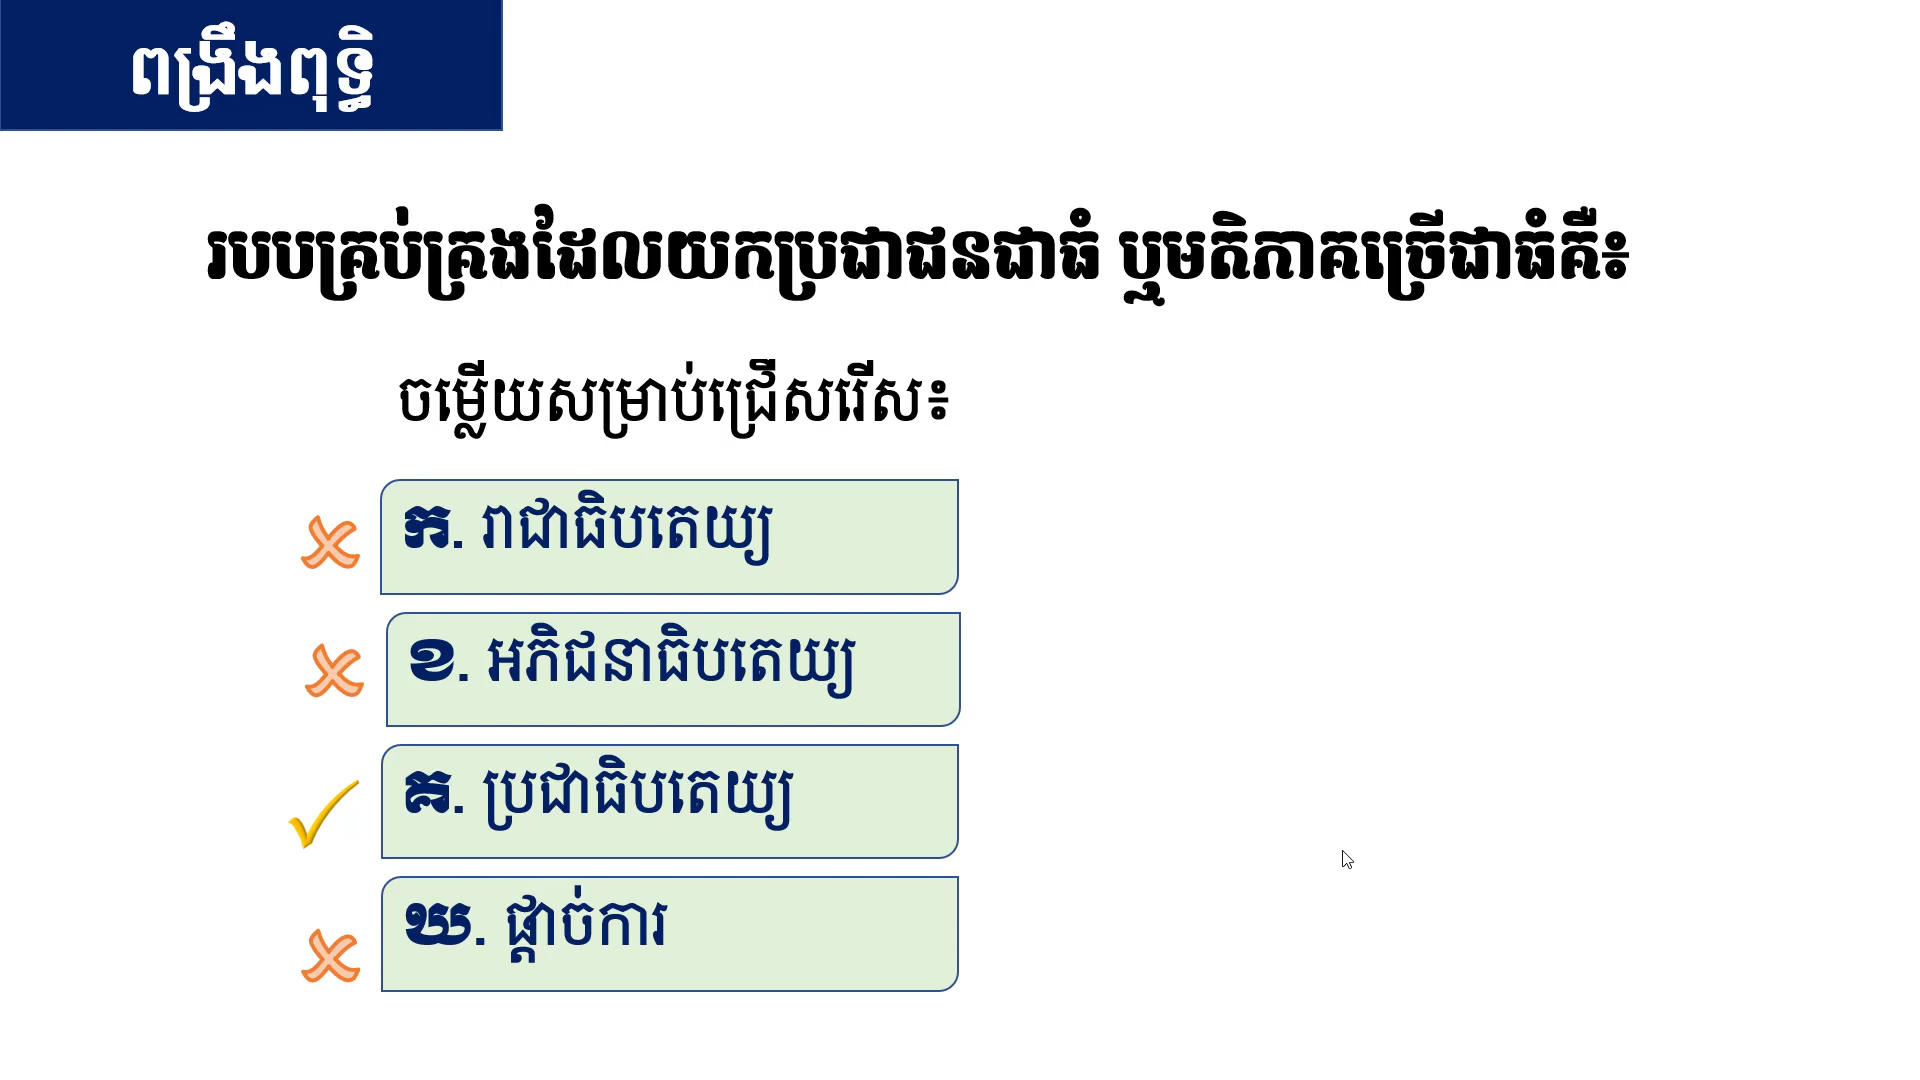 ពង្រឹងពុទ្ធិ
របបគ្រប់គ្រងដែលយកប្រជាជនជាធំ ឬមតិភាគច្រើជាធំគឺ៖
ចម្លើយសម្រាប់ជ្រើសរើស៖
ក. រាជាធិបតេយ្យ
ខ. អភិជនាធិបតេយ្យ
គ. ប្រជាធិបតេយ្យ
ឃ. ផ្តាច់ការ